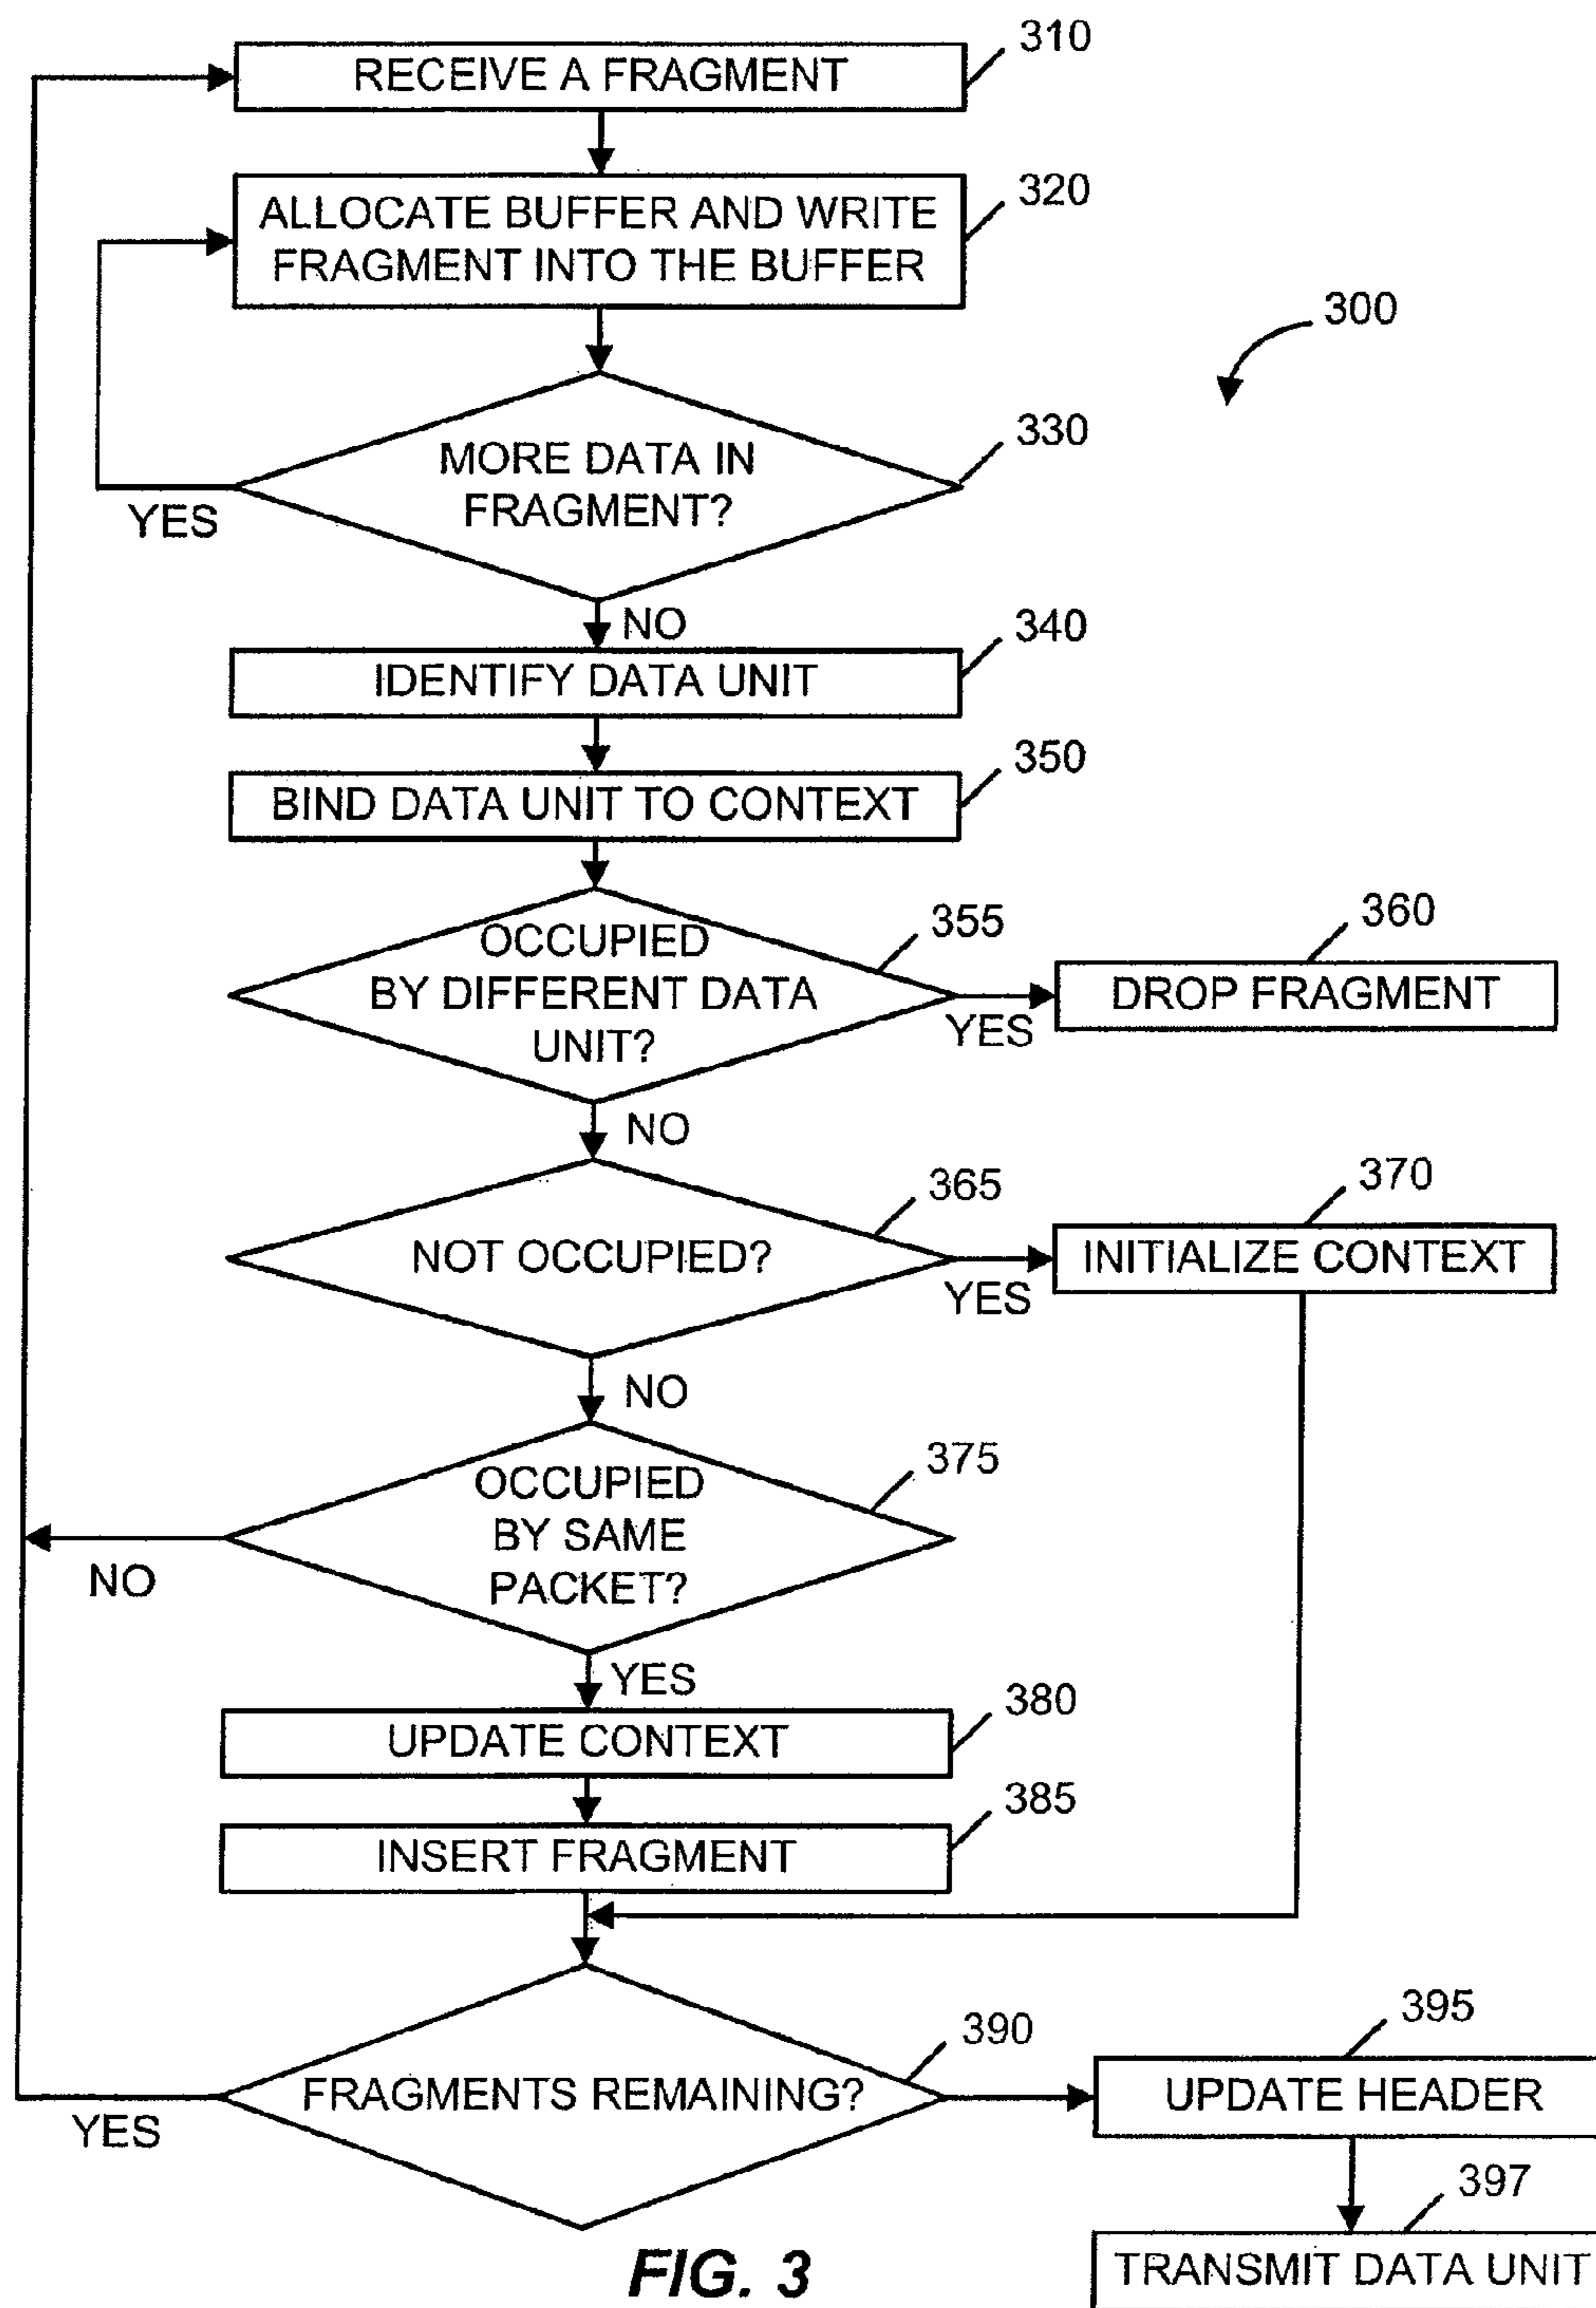 310
RECEIVE A FRAGMENT
320
ALLOCATE BUFFER AND WRITE
FRAGMENT INTO THE BUFFER
300
330
MORE DATA IN
FRAGMENT?
YES
NO
340
IDENTIFY DATA UNIT
350
BIND DATA UNIT TO CONTEXT
355
OCCUPIED
BY DIFFERENT DATA
UNIT?
YES
360
DROP FRAGMENT
NO
365
NOT OCCUPIED?
YES
370
INITIALIZE CONTEXT
NO
375
OCCUPIED
BY SAME
PACKET?
NO
YES
380
UPDATE CONTEXT
385
INSERT FRAGMENT
390
FRAGMENTS REMAINING?
YES
395
UPDATE HEADER
397
TRANSMIT DATA UNIT
FIG. 3